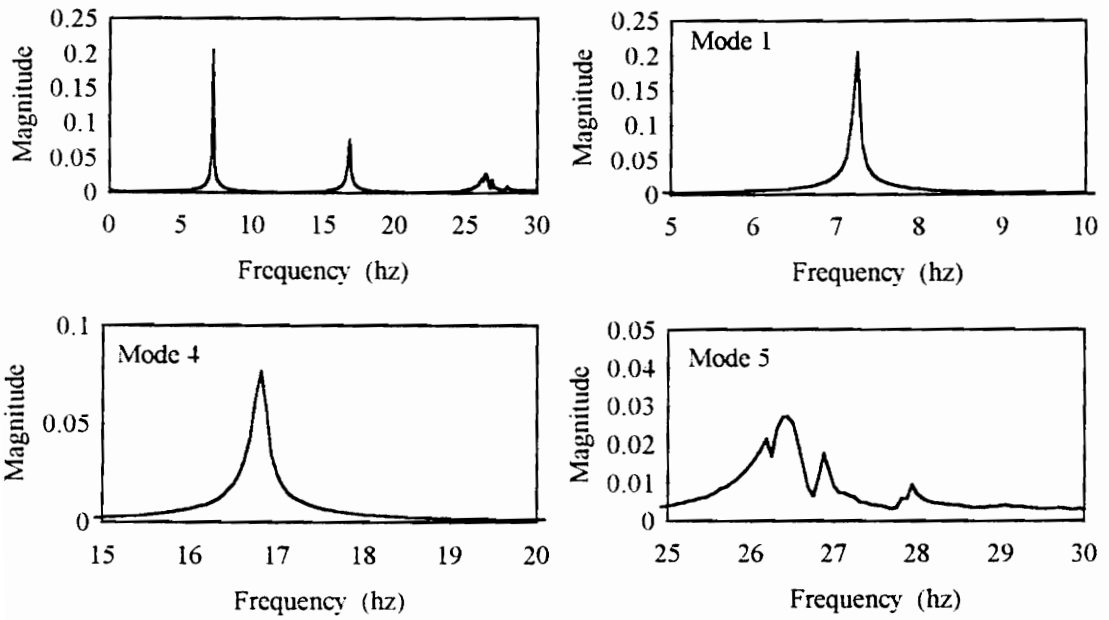 0.25
0.2
0.15
0.1
0.05
0
Magnitude
0 5 10 15 20 25 30
Frequency (hz)
0.25
0.2
0.15
0.1
0.05
0
Magnitude
Mode 1
5 6 7 8 9 10
Frequency (hz)
0.1
0.05
0
Magnitude
Mode 4
15 16 17 18 19 20
Frequency (hz)
0.05
0.04
0.03
0.02
0.01
0
Magnitude
Mode 5
25 26 27 28 29 30
Frequency (hz)